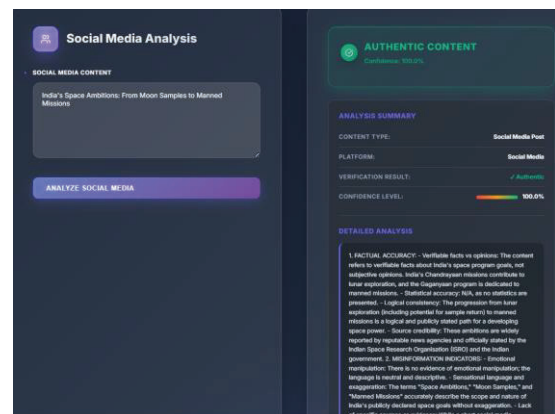 Social Media Analysis
SOCIAL MEDIA CONTENT
India's Space Ambitions: From Moon Samples to Manned
Missions
ANALYZE SOCIAL MEDIA
AUTHENTIC CONTENT
Confidence: 100.0%
ANALYSIS SUMMARY
CONTENT TYPE: Social Media Post
PLATFORM: Social Media
VERIFICATION RESULT: ✓ Authentic
CONFIDENCE LEVEL: 100.0%
DETAILED ANALYSIS
1. FACTUAL ACCURACY: - Verifiable facts vs opinions: The content
refers to verifiable facts about India's space program goals, not
subjective opinions. India's Chandrayaan missions contribute to
lunar exploration, and the Gaganyaan program is dedicated to
manned missions. - Statistical accuracy: N/A, as no statistics are
presented. - Logical consistency: The progression from lunar
exploration (including potential for sample return) to manned
missions is a logical and publicly stated path for a developing
space power. - Source credibility: These ambitions are widely
reported by reputable news agencies and officially stated by the
Indian Space Research Organisation (ISRO) and the Indian
government. 2. MISINFORMATION INDICATORS: - Emotional
manipulation: There is no evidence of emotional manipulation; the
language is neutral and descriptive. - Sensational language and
exaggeration: The terms "Space Ambitions," "Moon Samples," and
"Manned Missions" accurately describe the scope and nature of
India's publicly declared space goals without exaggeration. - Lack